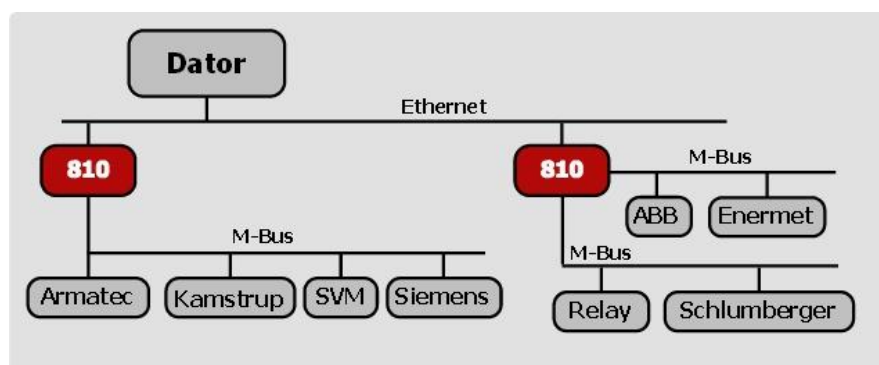 Dator
Ethernet
810
810
M-Bus
ABB
Enermet
M-Bus
M-Bus
Armatec
Kamstrup
SVM
Siemens
Relay
Schlumberger